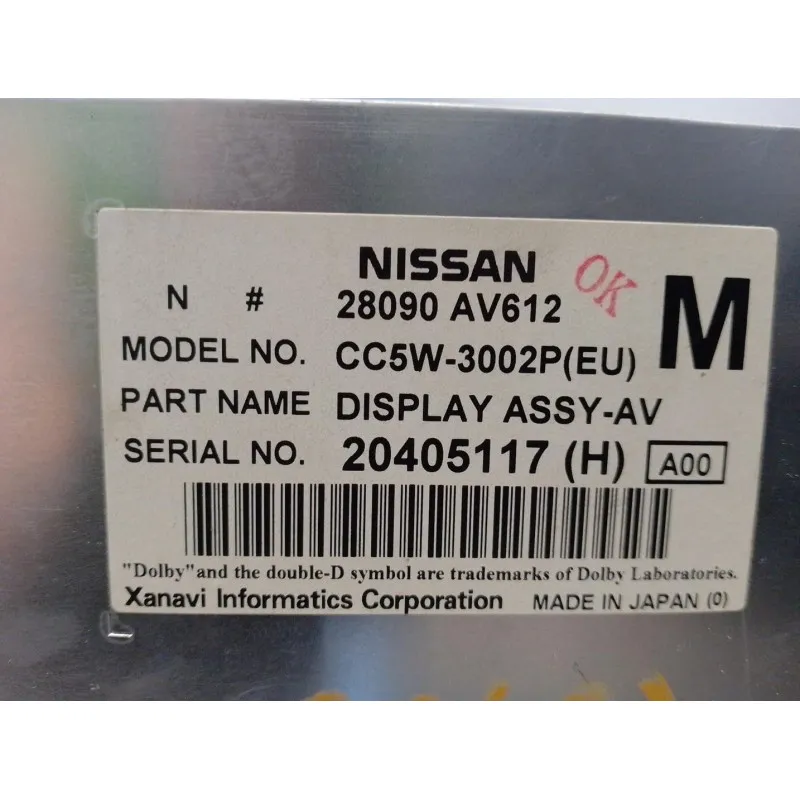 NISSAN OK M
N # 28090 AV612
MODEL NO. CC5W-3002P(EU)
PART NAME DISPLAY ASSY-AV
SERIAL NO. 20405117 (H) A00
"Dolby"and the double-D symbol are trademarks of Dolby Laboratories.
Xanavi Informatics Corporation MADE IN JAPAN (0)